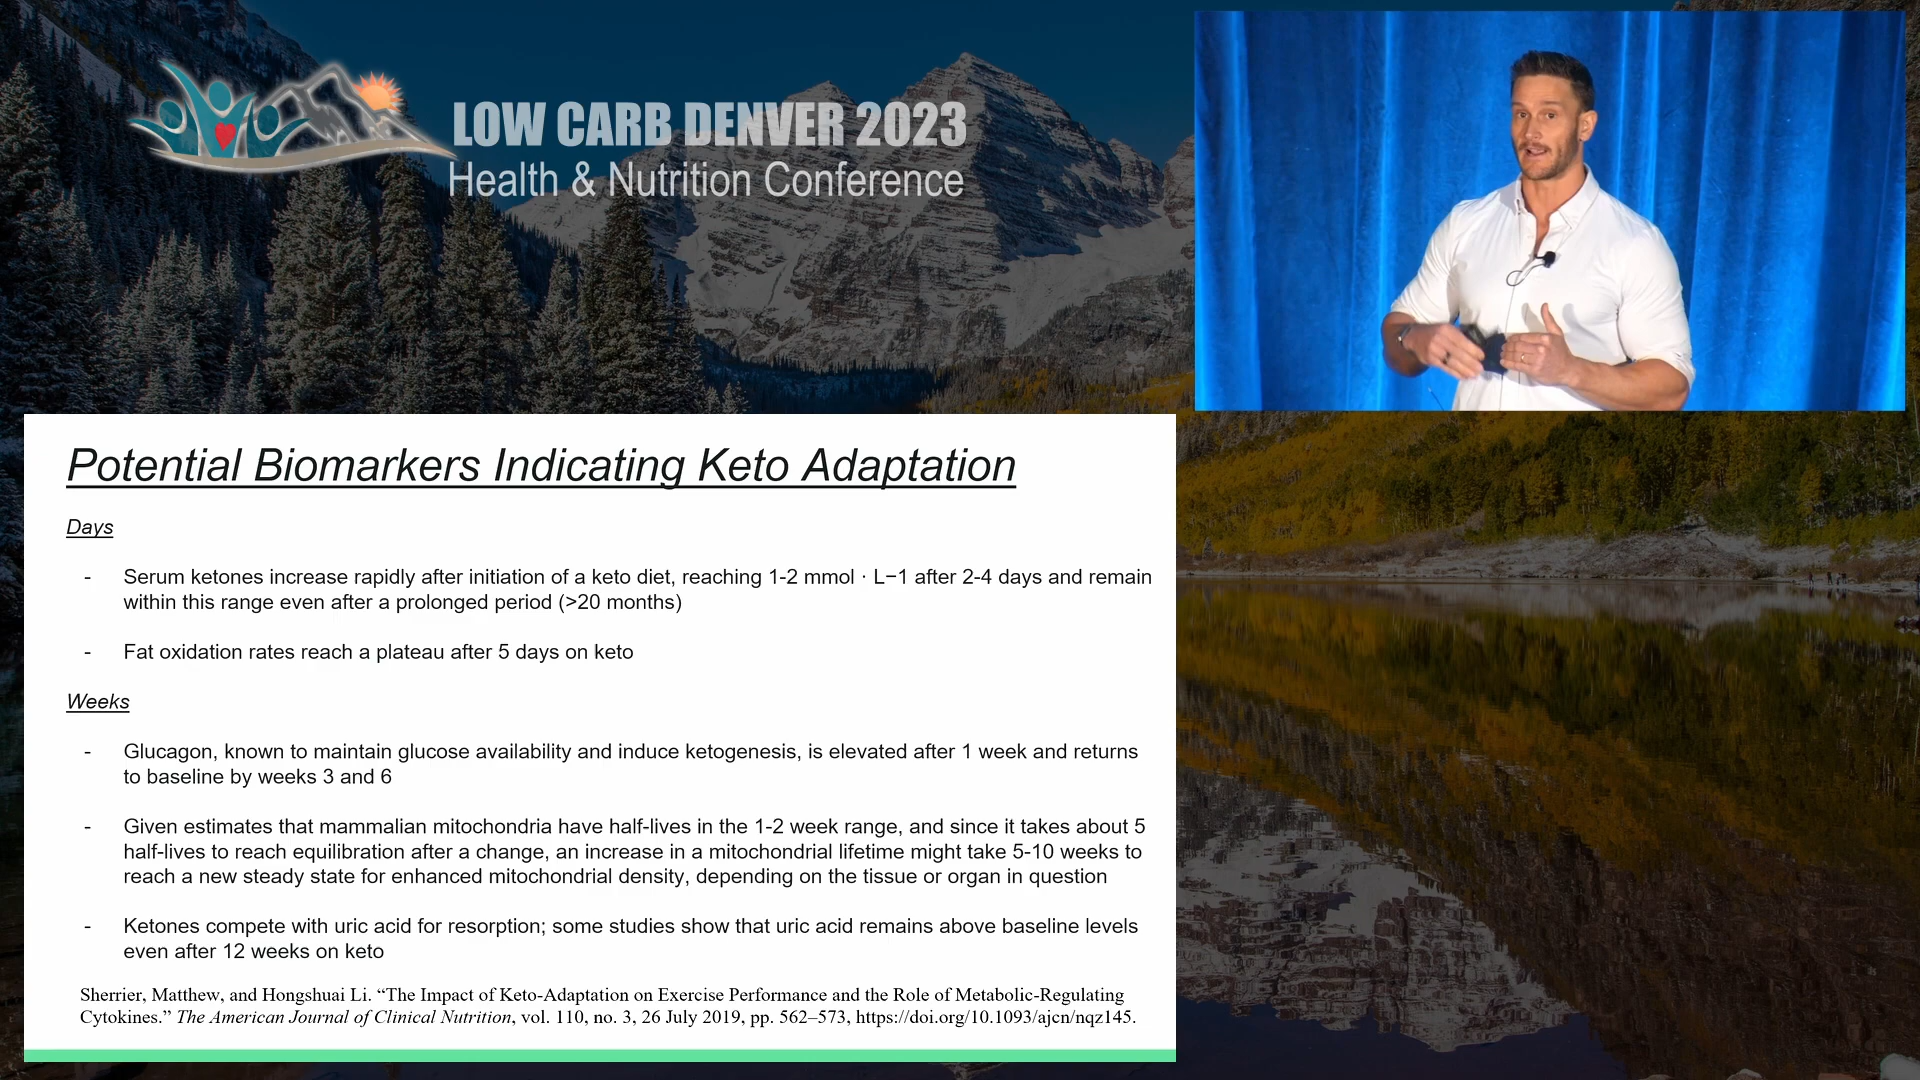 LOW CARB DENVER 2023
Health & Nutrition Conference
Potential Biomarkers Indicating Keto Adaptation
Days
- Serum ketones increase rapidly after initiation of a keto diet, reaching 1-2 mmol · L−1 after 2-4 days and remain
within this range even after a prolonged period (>20 months)
- Fat oxidation rates reach a plateau after 5 days on keto
Weeks
- Glucagon, known to maintain glucose availability and induce ketogenesis, is elevated after 1 week and returns
to baseline by weeks 3 and 6
- Given estimates that mammalian mitochondria have half-lives in the 1-2 week range, and since it takes about 5
half-lives to reach equilibration after a change, an increase in a mitochondrial lifetime might take 5-10 weeks to
reach a new steady state for enhanced mitochondrial density, depending on the tissue or organ in question
- Ketones compete with uric acid for resorption; some studies show that uric acid remains above baseline levels
even after 12 weeks on keto
Sherrier, Matthew, and Hongshuai Li. “The Impact of Keto-Adaptation on Exercise Performance and the Role of Metabolic-Regulating
Cytokines.” The American Journal of Clinical Nutrition, vol. 110, no. 3, 26 July 2019, pp. 562–573, https://doi.org/10.1093/ajcn/nqz145.